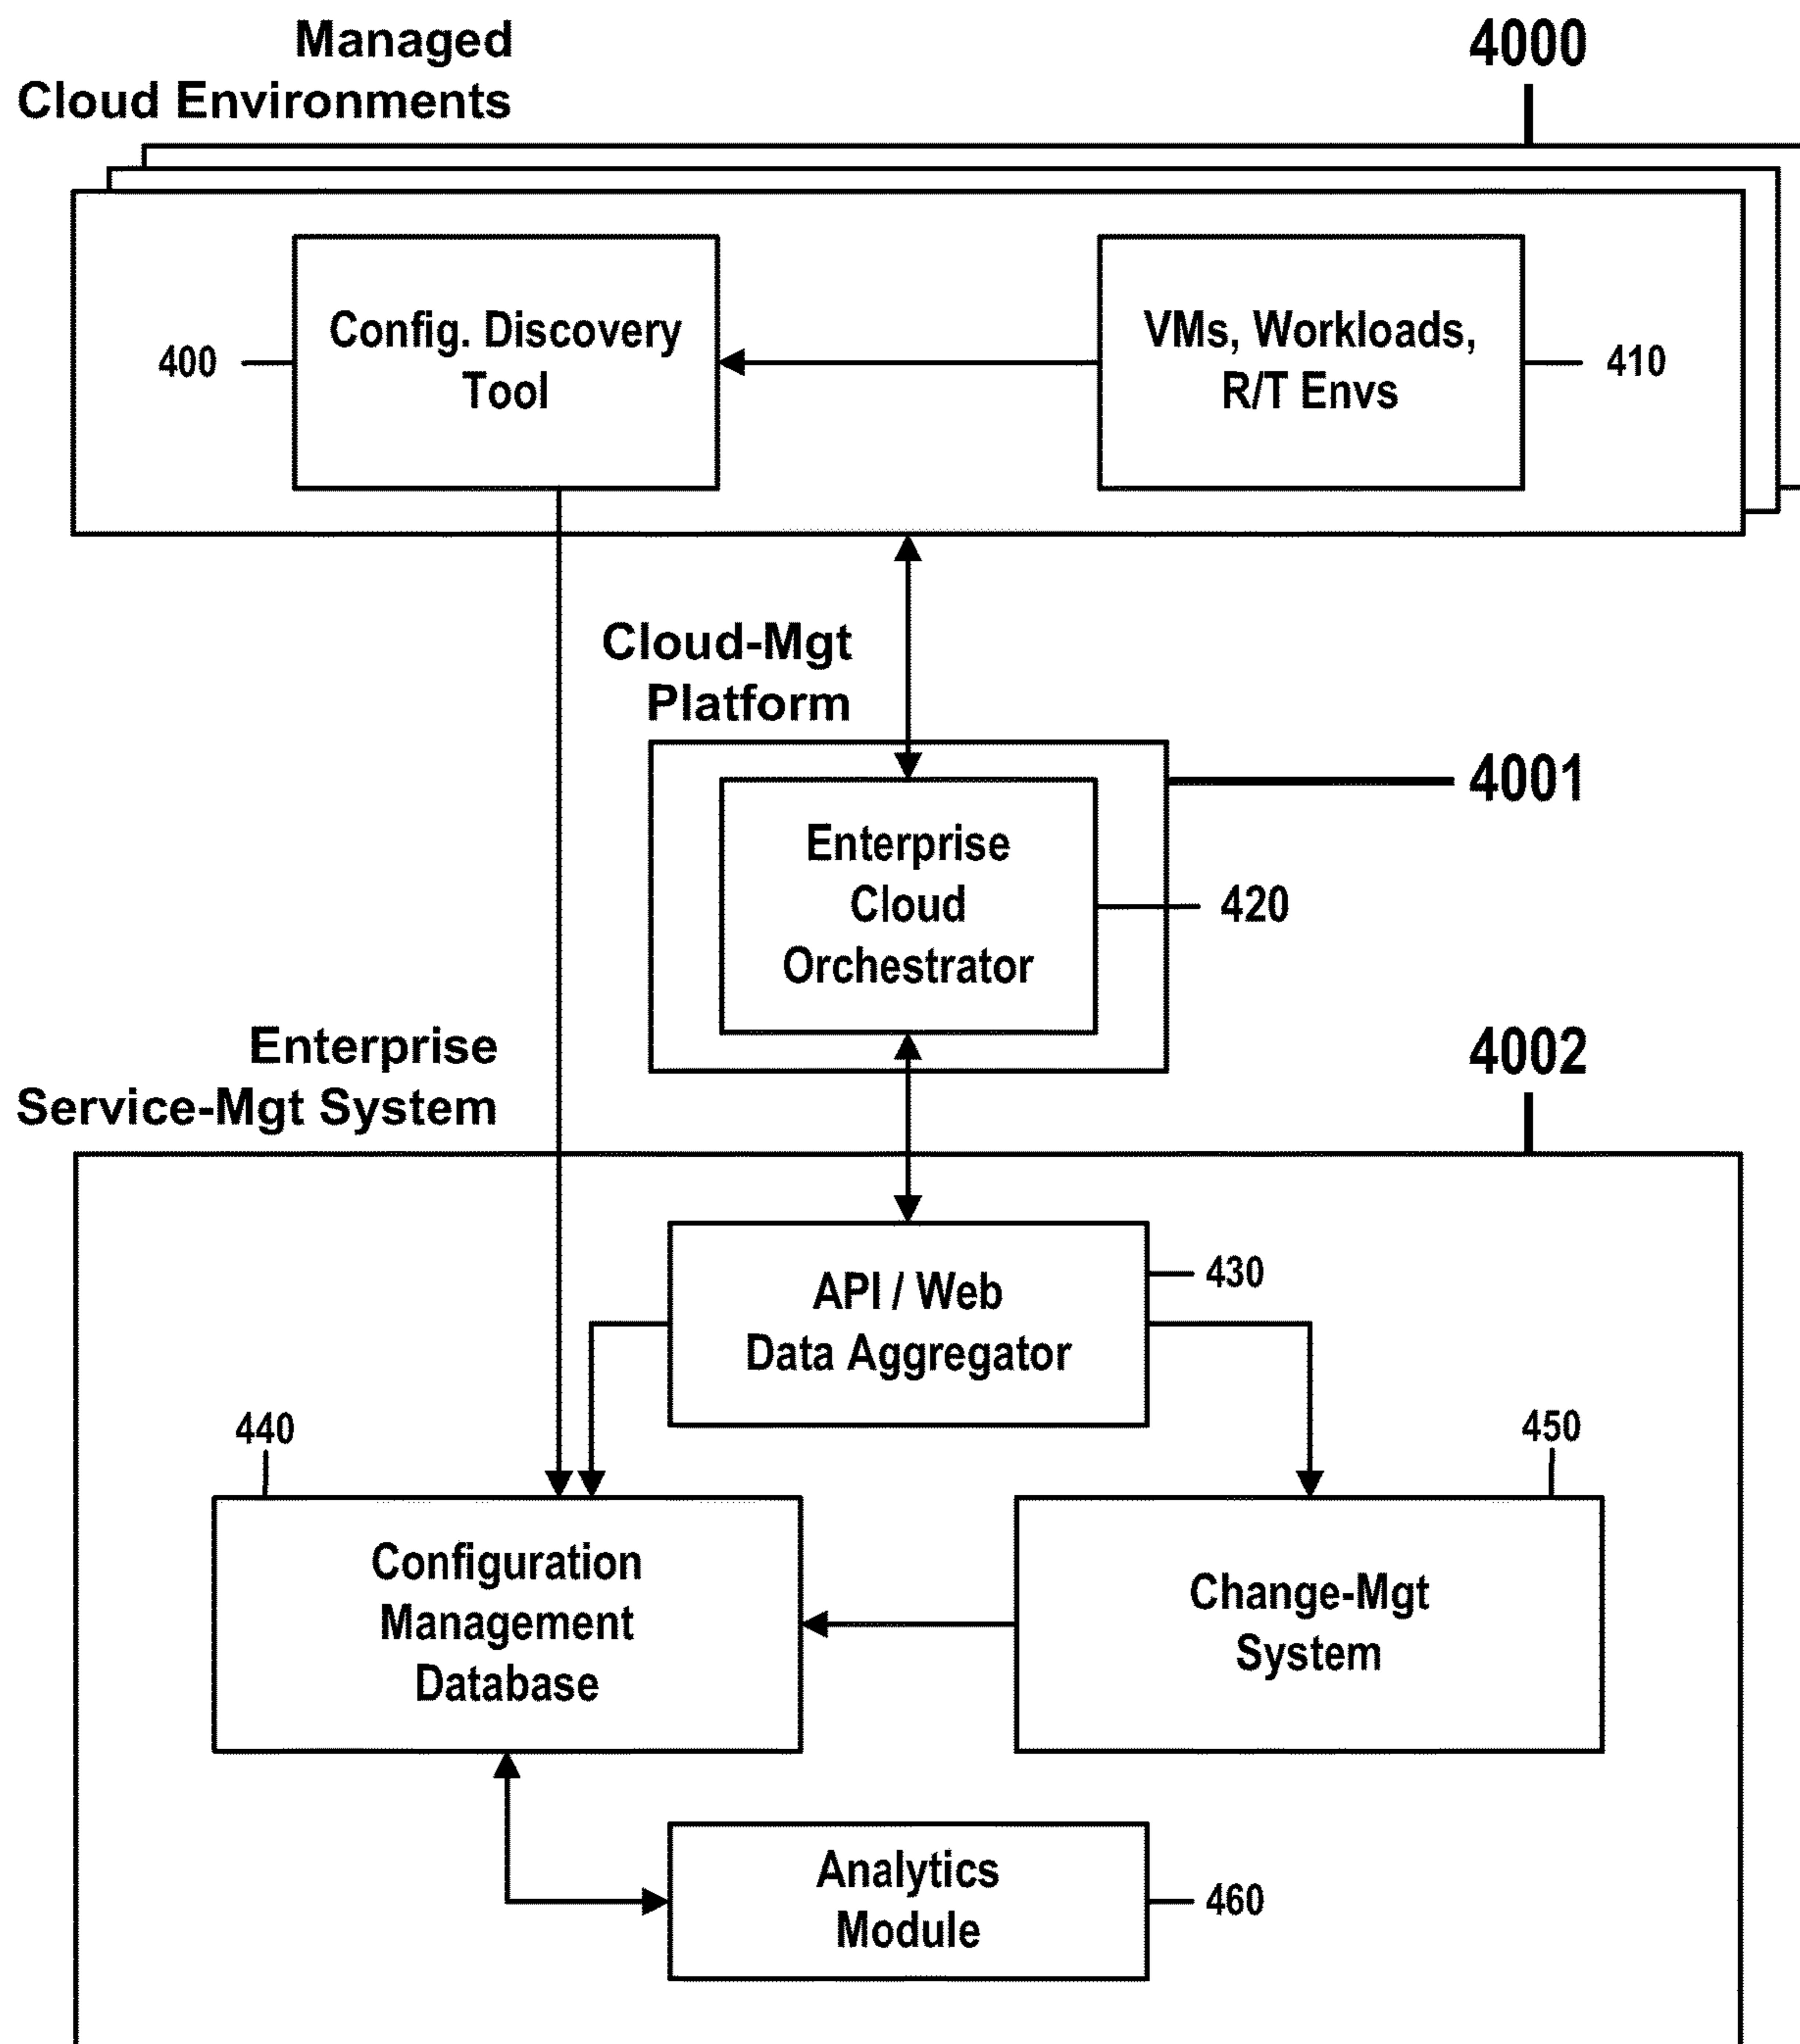 Managed
Cloud Environments
4000
Config. Discovery
Tool
400
VMs, Workloads,
R/T Envs
410
Cloud-Mgt
Platform
4001
Enterprise
Cloud
Orchestrator
420
Enterprise
Service-Mgt System
4002
API / Web
Data Aggregator
430
440
Configuration
Management
Database
450
Change-Mgt
System
Analytics
Module
460